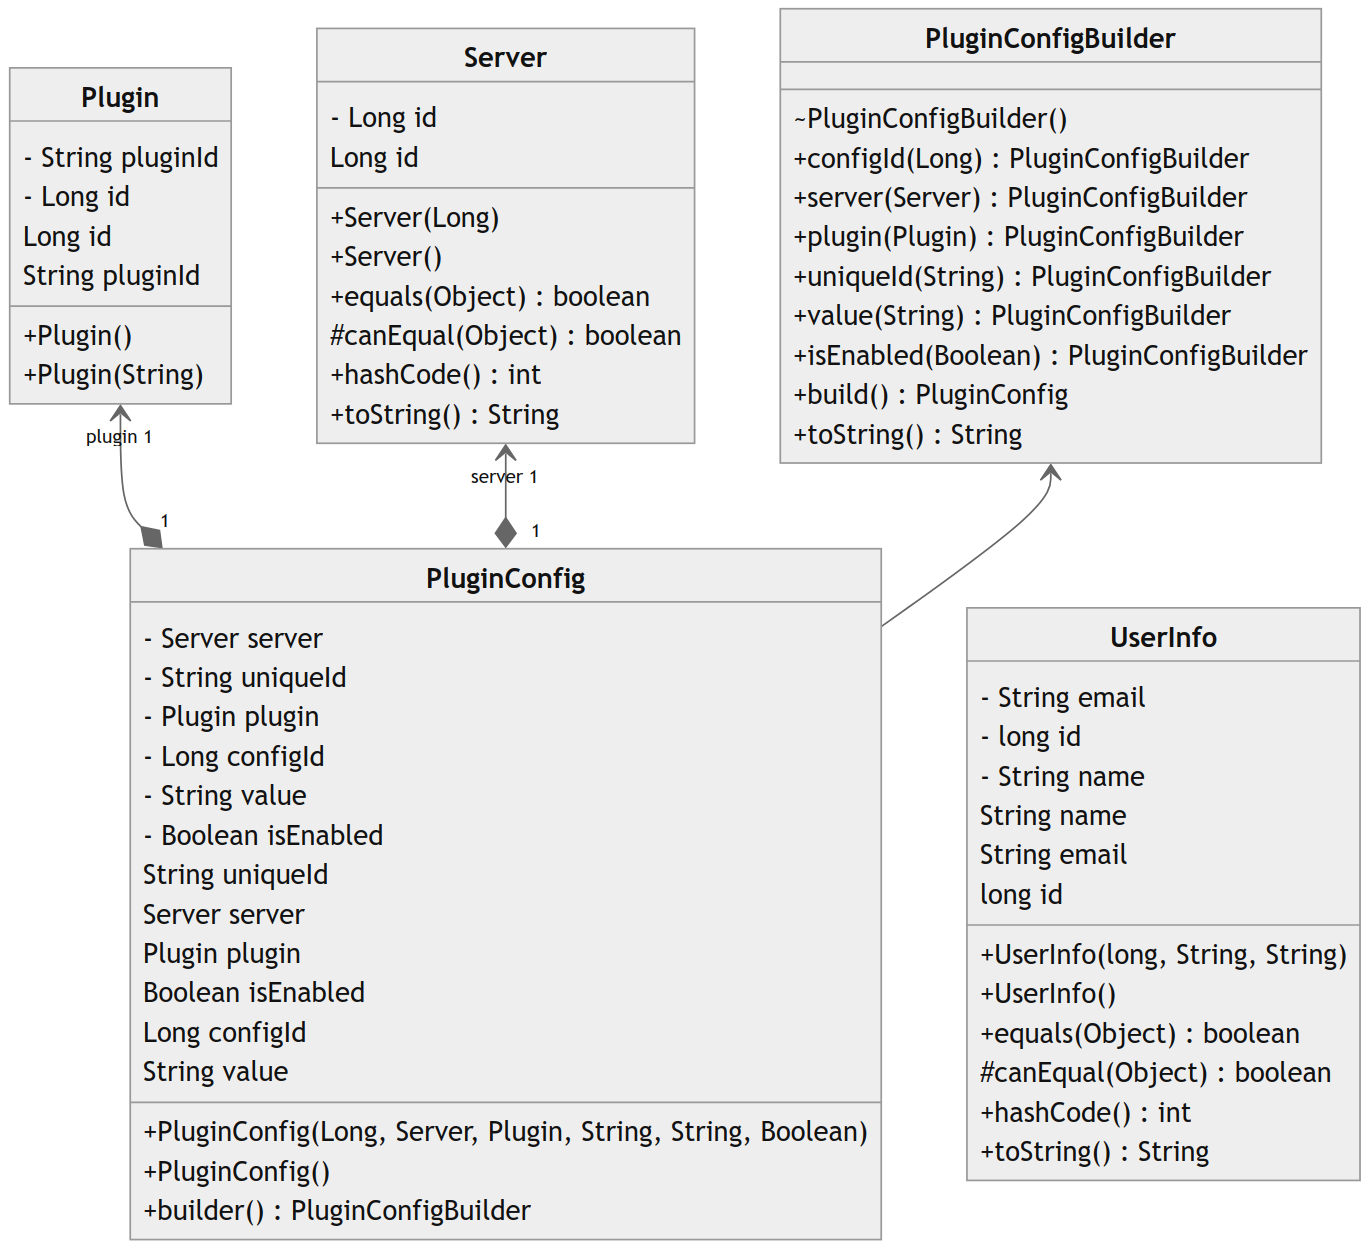 Plugin
- String pluginId
- Long id
Long id
String pluginId
+Plugin()
+Plugin(String)
Server
- Long id
Long id
+Server(Long)
+Server()
+equals(Object) : boolean
#canEqual(Object) : boolean
+hashCode() : int
+toString() : String
PluginConfigBuilder
~PluginConfigBuilder()
+configId(Long) : PluginConfigBuilder
+server(Server) : PluginConfigBuilder
+plugin(Plugin) : PluginConfigBuilder
+uniqueId(String) : PluginConfigBuilder
+value(String) : PluginConfigBuilder
+isEnabled(Boolean) : PluginConfigBuilder
+build() : PluginConfig
+toString() : String
plugin 1
1
server 1
1
PluginConfig
- Server server
- String uniqueId
- Plugin plugin
- Long configId
- String value
- Boolean isEnabled
String uniqueId
Server server
Plugin plugin
Boolean isEnabled
Long configId
String value
+PluginConfig(Long, Server, Plugin, String, String, Boolean)
+PluginConfig()
+builder() : PluginConfigBuilder
UserInfo
- String email
- long id
- String name
String name
String email
long id
+UserInfo(long, String, String)
+UserInfo()
+equals(Object) : boolean
#canEqual(Object) : boolean
+hashCode() : int
+toString() : String